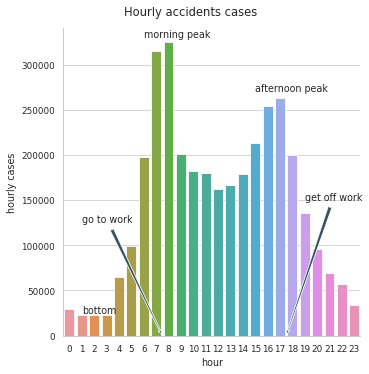 Hourly accidents cases
morning peak
afternoon peak
get off work
go to work
bottom
hourly cases
300000
250000
200000
150000
100000
50000
0
0 1 2 3 4 5 6 7 8 9 10 11 12 13 14 15 16 17 18 19 20 21 22 23
hour